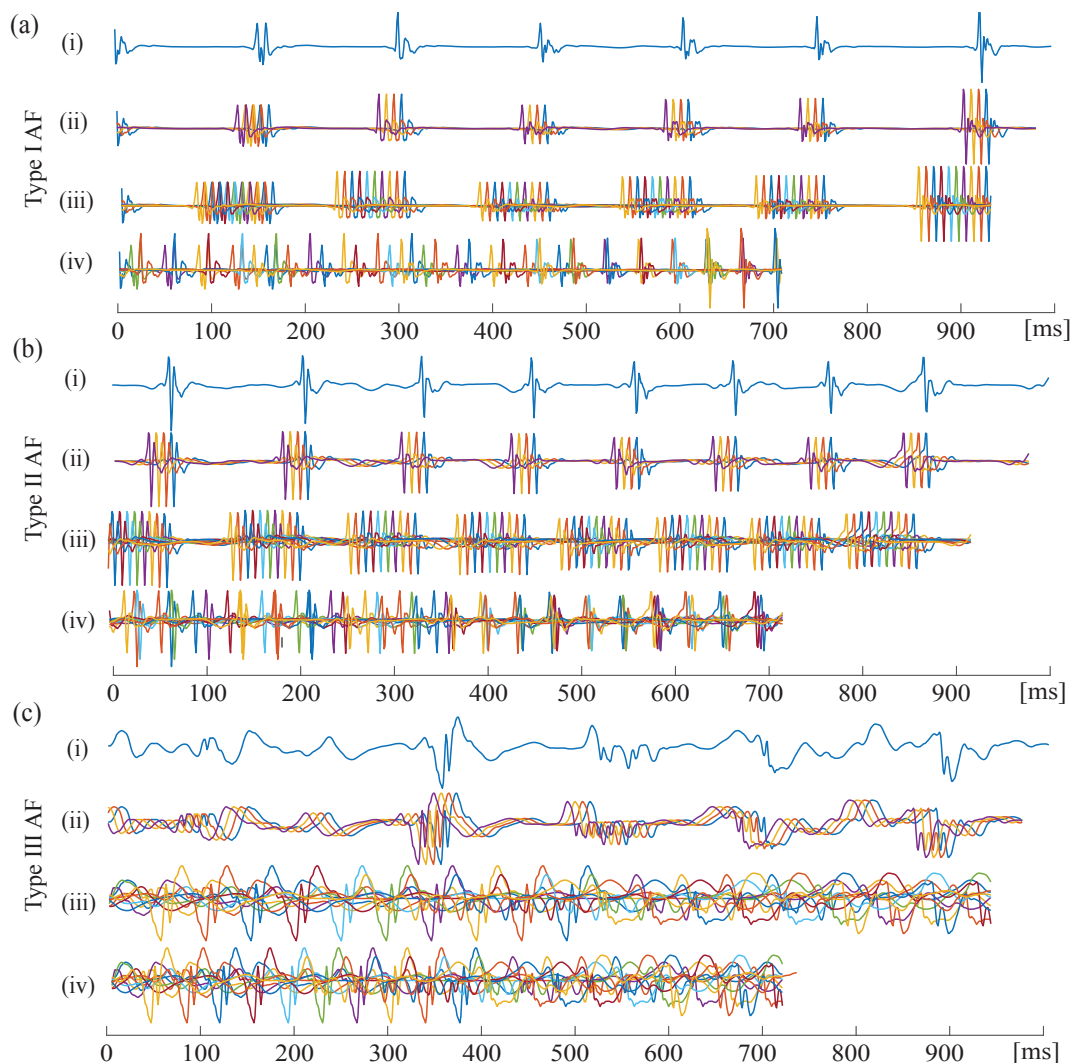 (a)
Type I AF
(i)
(ii)
(iii)
(iv)
0 100 200 300 400 500 600 700 800 900 [ms]
(b)
Type II AF
(i)
(ii)
(iii)
(iv)
0 100 200 300 400 500 600 700 800 900 [ms]
(c)
Type III AF
(i)
(ii)
(iii)
(iv)
0 100 200 300 400 500 600 700 800 900 [ms]